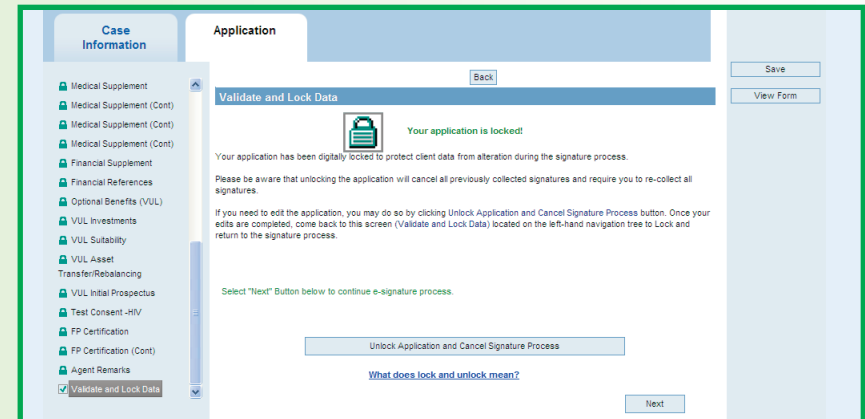 Case
Information
Application
Medical Supplement
Medical Supplement (Cont)
Medical Supplement (Cont)
Medical Supplement (Cont)
Financial Supplement
Financial References
Optional Benefits (VUL)
VUL Investments
VUL Suitability
VUL Asset
Transfer/Rebalancing
VUL Initial Prospectus
Test Consent -HIV
FP Certification
FP Certification (Cont)
Agent Remarks
Validate and Lock Data
Back
Validate and Lock Data
Your application is locked!
Your application has been digitally locked to protect client data from alteration during the signature process.
Please be aware that unlocking the application will cancel all previously collected signatures and require you to re-collect all
signatures.
If you need to edit the application, you may do so by clicking Unlock Application and Cancel Signature Process button. Once your
edits are completed, come back to this screen (Validate and Lock Data) located on the left-hand navigation tree to Lock and
return to the signature process.
Select "Next" Button below to continue e-signature process.
Unlock Application and Cancel Signature Process
What does lock and unlock mean?
Next
Save
View Form